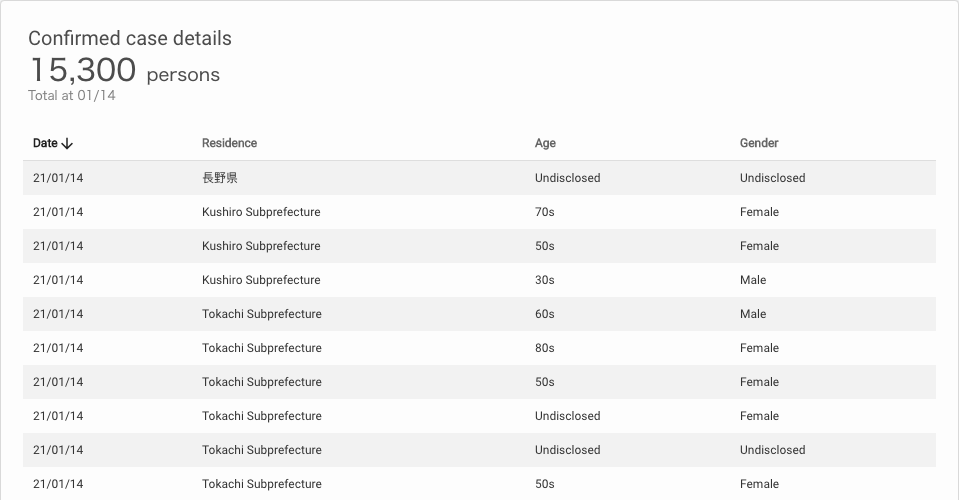 Confirmed case details
15,300 persons
Total at 01/14
Date Residence Age Gender
21/01/14 長野県 Undisclosed Undisclosed
21/01/14 Kushiro Subprefecture 70s Female
21/01/14 Kushiro Subprefecture 50s Female
21/01/14 Kushiro Subprefecture 30s Male
21/01/14 Tokachi Subprefecture 60s Male
21/01/14 Tokachi Subprefecture 80s Female
21/01/14 Tokachi Subprefecture 50s Female
21/01/14 Tokachi Subprefecture Undisclosed Female
21/01/14 Tokachi Subprefecture Undisclosed Undisclosed
21/01/14 Tokachi Subprefecture 50s Female